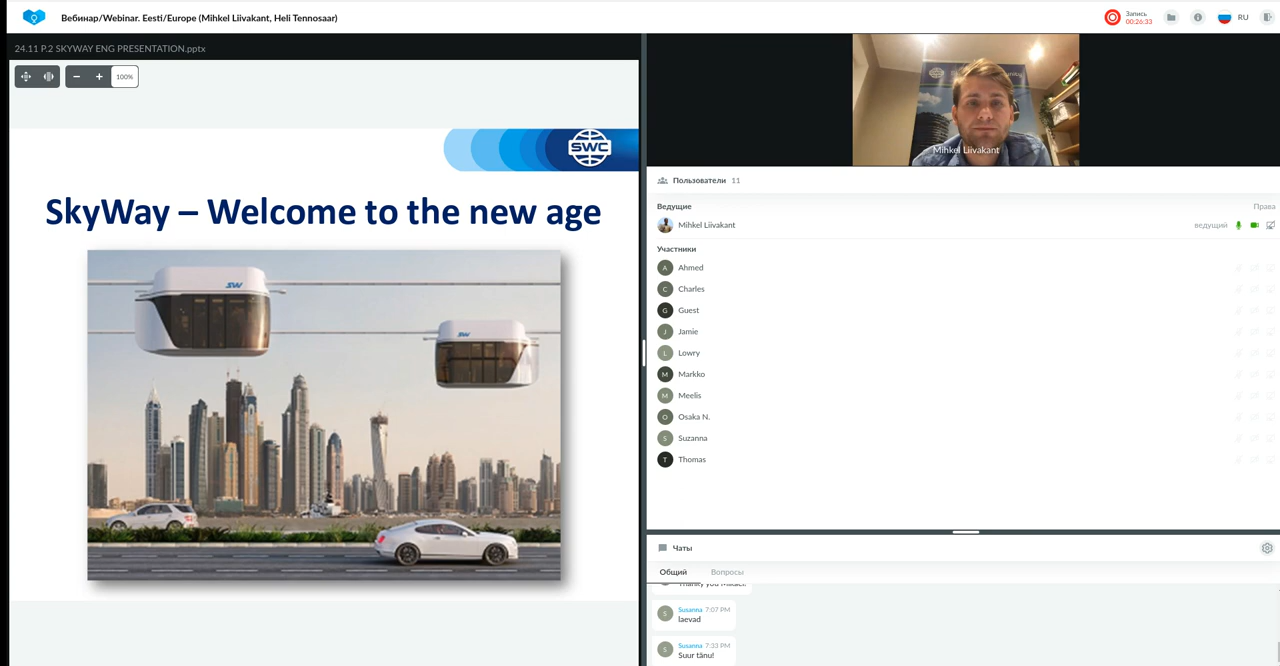 Вебинар/Webinar. Eesti/Europe (Mihkel Liivakant, Heli Tennosaar)
Запись
00:26:33
RU
24.11 P.2 SKYWAY ENG PRESENTATION.pptx
100%
SWC
SkyWay – Welcome to the new age
SW
SW
Mihkel Liivakant
Пользователи 11
Ведущие
Права
Mihkel Liivakant
ведущий
Участники
A Ahmed
C Charles
G Guest
J Jamie
L Lowry
M Markko
M Meelis
O Osaka N.
S Suzanna
T Thomas
Чаты
Общий
Вопросы
S
Susanna 7:07 PM
laevad
S
Susanna 7:33 PM
Suur tänu!